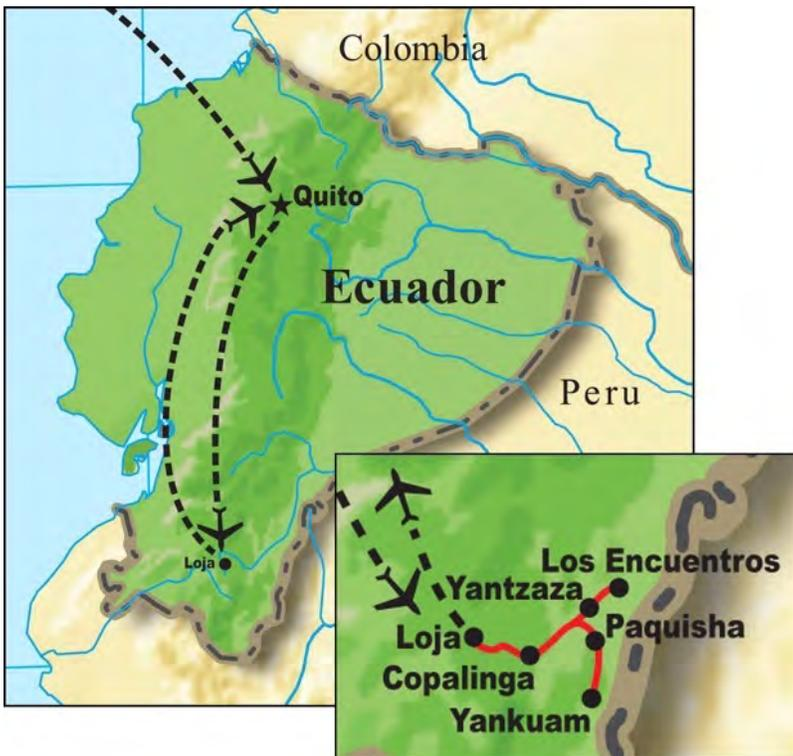 Colombia
Quito
Ecuador
Peru
Loja
Los Encuentros
Yantzaza
Loja
Paquisha
Copalinga
Yankuam